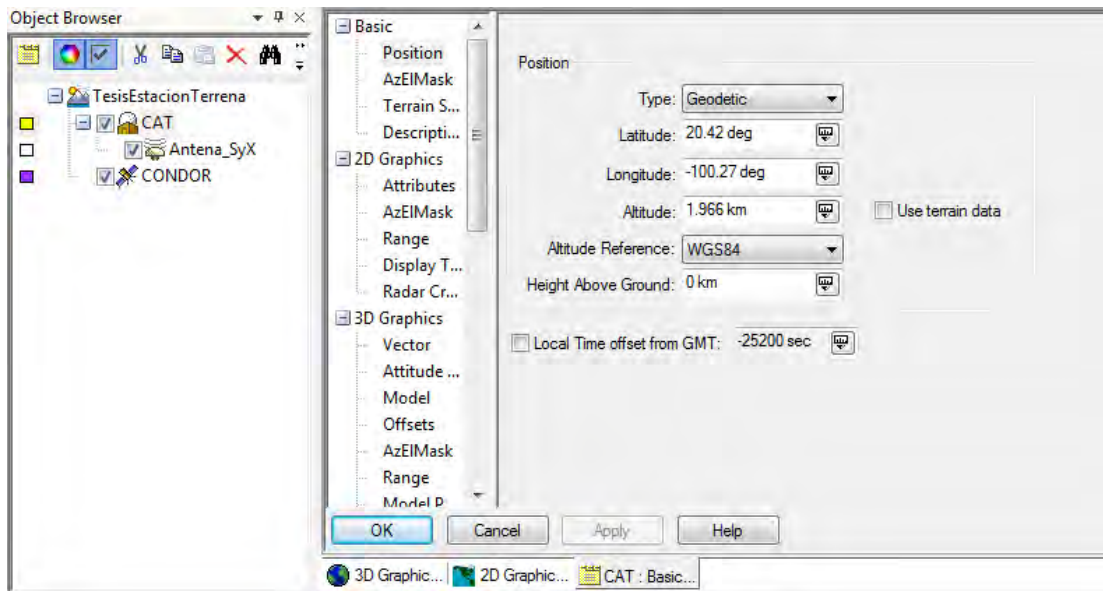 Object Browser
TesisEstacionTerrena
CAT
Antena_SyX
CONDOR
Basic
Position
AzElMask
Terrain S...
Descripti...
2D Graphics
Attributes
AzElMask
Range
Display T...
Radar Cr...
3D Graphics
Vector
Attitude ...
Model
Offsets
AzElMask
Range
Model P
Position
Type: Geodetic
Latitude: 20.42 deg
Longitude: -100.27 deg
Altitude: 1.966 km
Use terrain data
Altitude Reference: WGS84
Height Above Ground: 0 km
Local Time offset from GMT: -25200 sec
OK Cancel Apply Help
3D Graphic... 2D Graphic... CAT : Basic...